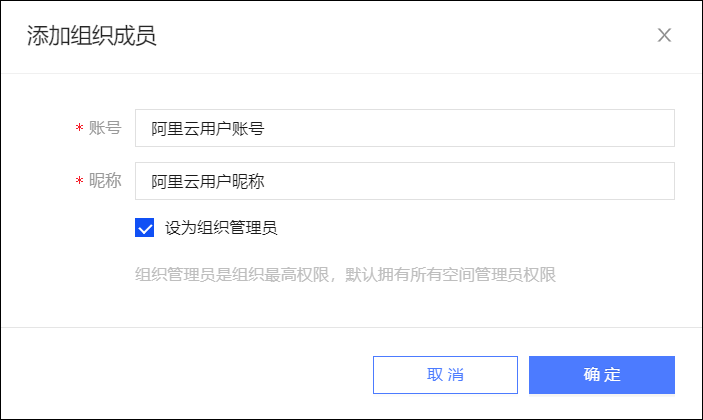 添加组织成员
* 账号 阿里云用户账号
* 昵称 阿里云用户昵称
设为组织管理员
组织管理员是组织最高权限，默认拥有所有空间管理员权限
取消 确定